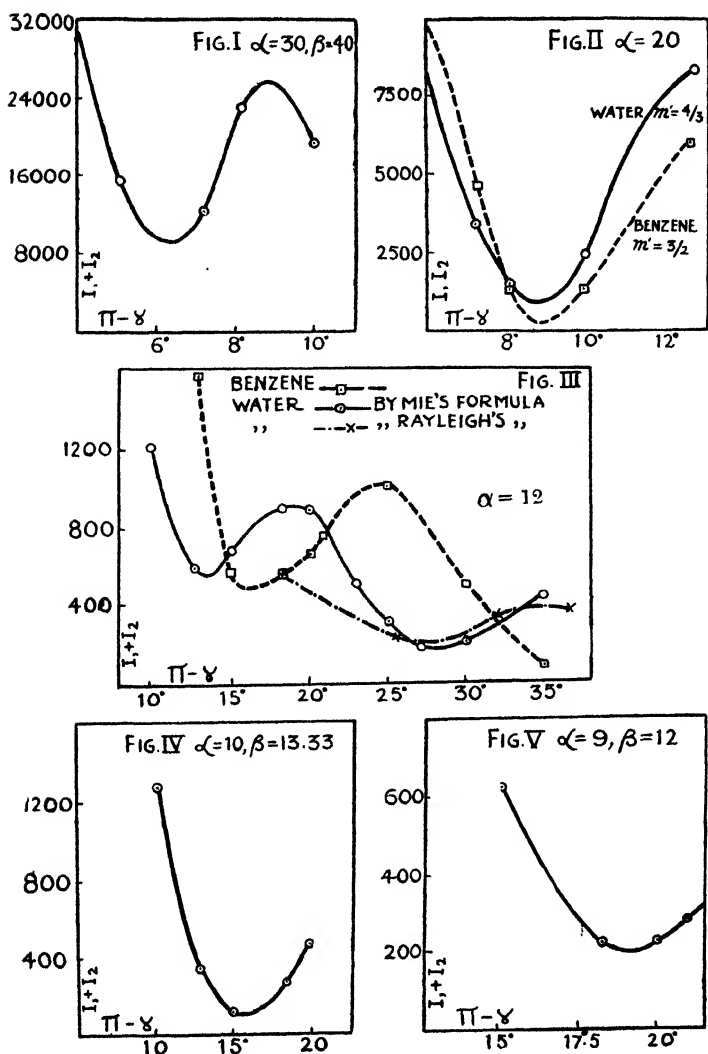 FIG. I α=30, β=40
32000
24000
16000
8000
I₁+I₂
π-γ
6°
8°
10°
FIG. II α=20
7500
5000
2500
WATER m'=4/3
BENZENE
m'=3/2
I₁ I₂
π-γ
8°
10°
12°
FIG. III
BENZENE
WATER BY MIE'S FORMULA
,, ,, RAYLEIGH'S ,,
α = 12
1200
800
400
I₁+I₂
π-γ
10°
15°
20°
25°
30°
35°
FIG. IV α=10, β=13.33
1200
800
400
I₁+I₂
π-γ
10
15°
20
FIG. V α=9, β=12
600
400
200
I₁+I₂
π-γ
15°
17.5
20°